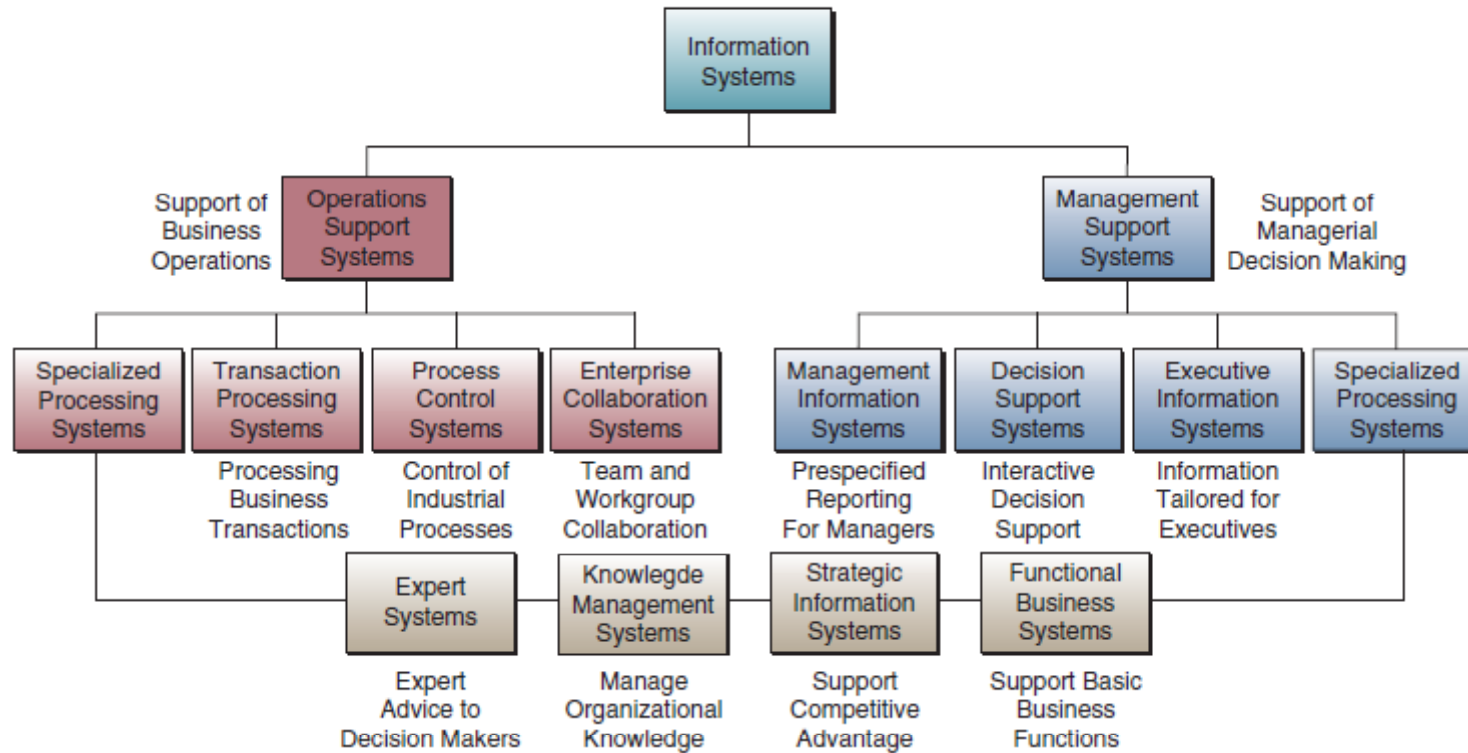 Information
Systems
Support of
Business
Operations
Operations
Support
Systems
Management
Support
Systems
Support of
Managerial
Decision Making
Specialized
Processing
Systems
Transaction
Processing
Systems
Process
Control
Systems
Enterprise
Collaboration
Systems
Management
Information
Systems
Decision
Support
Systems
Executive
Information
Systems
Specialized
Processing
Systems
Processing
Business
Transactions
Control of
Industrial
Processes
Team and
Workgroup
Collaboration
Prespecified
Reporting
For Managers
Interactive
Decision
Support
Information
Tailored for
Executives
Expert
Systems
Knowlegde
Management
Systems
Strategic
Information
Systems
Functional
Business
Systems
Expert
Advice to
Decision Makers
Manage
Organizational
Knowledge
Support
Competitive
Advantage
Support Basic
Business
Functions